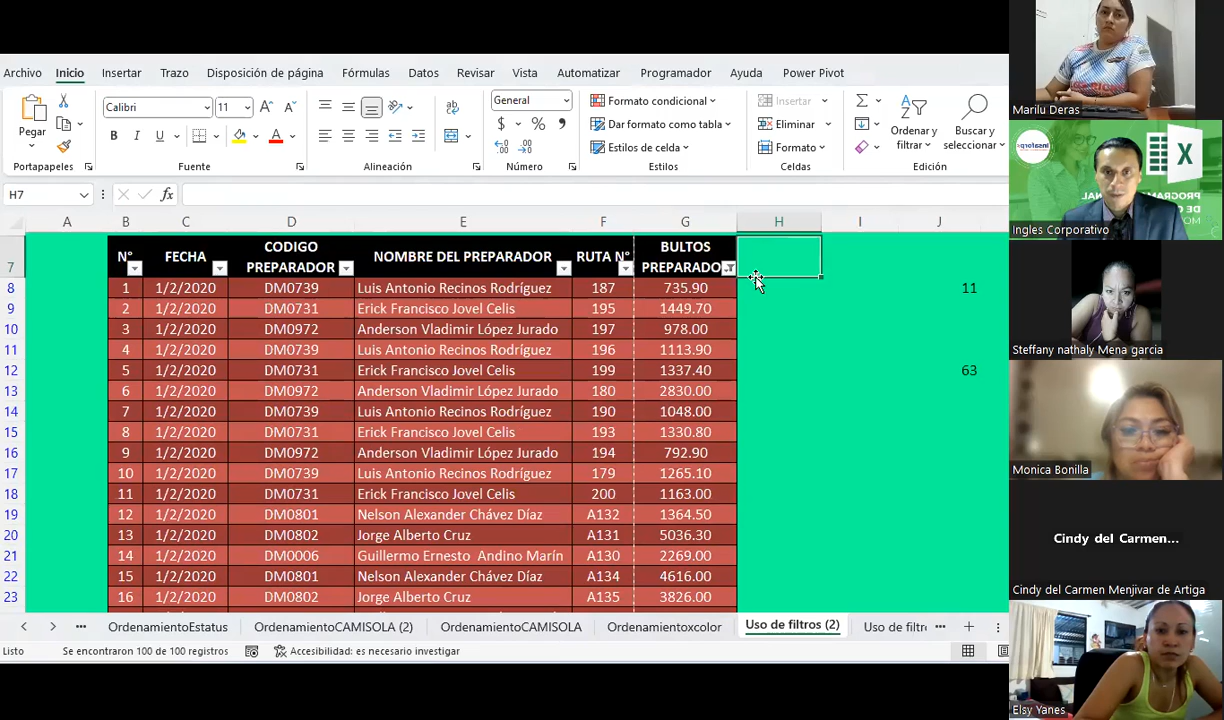 Archivo Inicio Insertar Trazo Disposición de página Fórmulas Datos Revisar Vista Automatizar Programador Ayuda Power Pivot
Pegar
Portapapeles
Calibri 11
N K S
Fuente
Alineación
General
$ % 
Número
Formato condicional
Dar formato como tabla
Estilos de celda
Estilos
Insertar
Eliminar
Formato
Celdas
Ordenar y filtrar
Buscar y seleccionar
Edición
H7 fx
A B C D E F G H I J
7 N° FECHA CODIGO PREPARADOR NOMBRE DEL PREPARADOR RUTA N° BULTOS PREPARADO
8 1 1/2/2020 DM0739 Luis Antonio Recinos Rodríguez 187 735.90 11
9 2 1/2/2020 DM0731 Erick Francisco Jovel Celis 195 1449.70
10 3 1/2/2020 DM0972 Anderson Vladimir López Jurado 197 978.00
11 4 1/2/2020 DM0739 Luis Antonio Recinos Rodríguez 196 1113.90
12 5 1/2/2020 DM0731 Erick Francisco Jovel Celis 199 1337.40 63
13 6 1/2/2020 DM0972 Anderson Vladimir López Jurado 180 2830.00
14 7 1/2/2020 DM0739 Luis Antonio Recinos Rodríguez 190 1048.00
15 8 1/2/2020 DM0731 Erick Francisco Jovel Celis 193 1330.80
16 9 1/2/2020 DM0972 Anderson Vladimir López Jurado 194 792.90
17 10 1/2/2020 DM0739 Luis Antonio Recinos Rodríguez 179 1265.10
18 11 1/2/2020 DM0731 Erick Francisco Jovel Celis 200 1163.00
19 12 1/2/2020 DM0801 Nelson Alexander Chávez Díaz A132 1364.50
20 13 1/2/2020 DM0802 Jorge Alberto Cruz A131 5036.30
21 14 1/2/2020 DM0006 Guillermo Ernesto Andino Marín A130 2269.00
22 15 1/2/2020 DM0801 Nelson Alexander Chávez Díaz A134 4616.00
23 16 1/2/2020 DM0802 Jorge Alberto Cruz A135 3826.00
OrdenamientoEstatus OrdenamientoCAMISOLA (2) OrdenamientoCAMISOLA Ordenamientoxcolor Uso de filtros (2) Uso de filtr
Listo Se encontraron 100 de 100 registros Accesibilidad: es necesario investigar
Marilu Deras
Insaforp
X
Ingles Corporativo
Steffany nathaly Mena garcia
Monica Bonilla
Cindy del Carmen...
Cindy del Carmen Menjivar de Artiga
Elsy Yanes